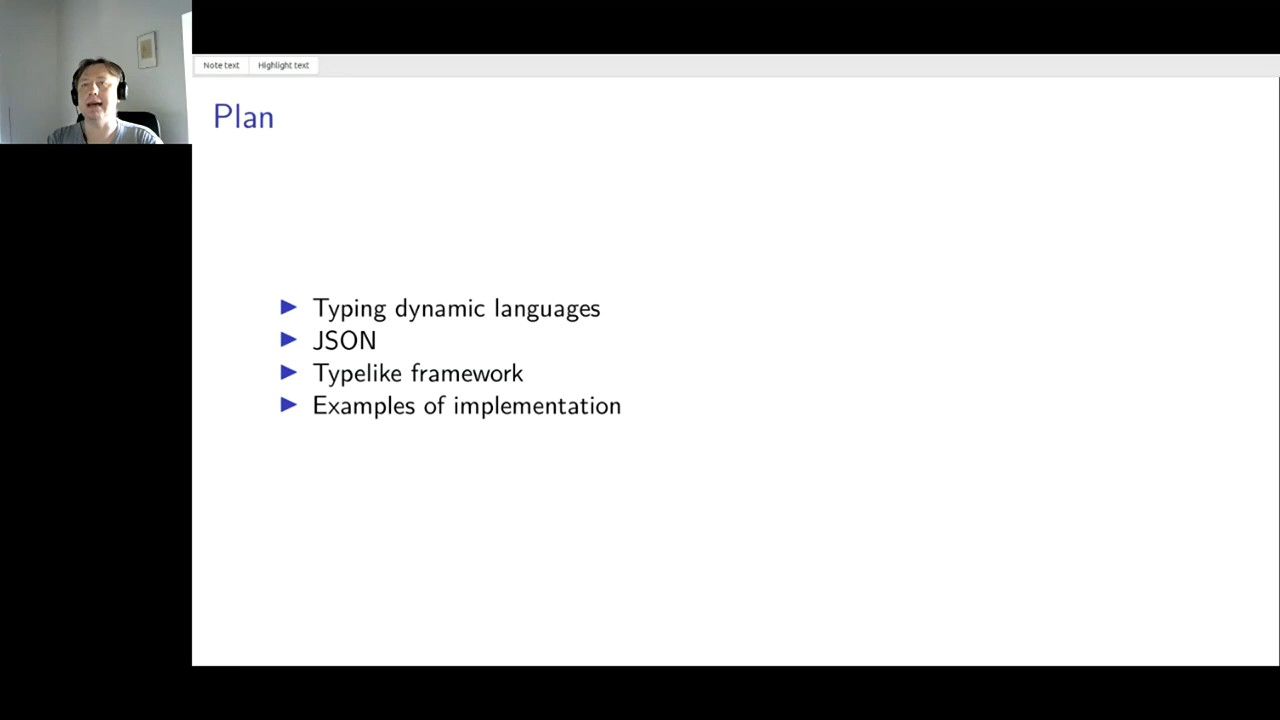 Note text Highlight text
Plan
Typing dynamic languages
JSON
Typelike framework
Examples of implementation